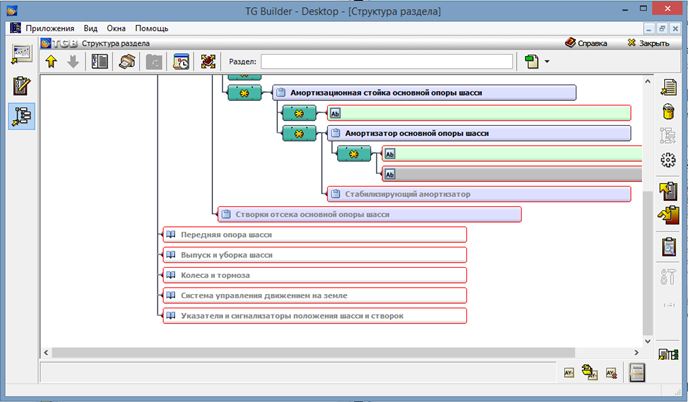 TG Builder - Desktop - [Структура раздела]
Приложения Вид Окна Помощь
TGB Структура раздела Справка Закрыть
Раздел:
Амортизационная стойка основной опоры шасси
Ab
Амортизатор основной опоры шасси
Ab
Ab
Стабилизирующий амортизатор
Створки отсека основной опоры шасси
Передняя опора шасси
Выпуск и уборка шасси
Колеса и тормоза
Система управления движением на земле
Указатели и сигнализаторы положения шасси и створок